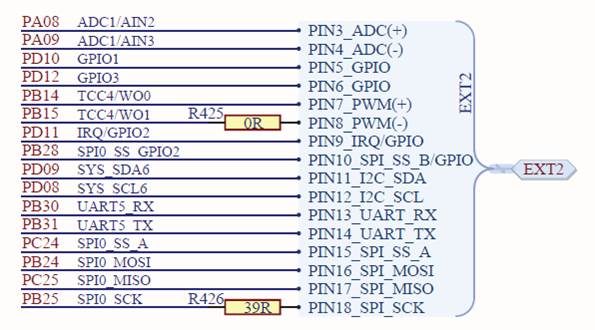 PA08 ADC1/AIN2 PIN3_ADC(+)
PA09 ADC1/AIN3 PIN4_ADC(-)
PD10 GPIO1 PIN5_GPIO
PD12 GPIO3 PIN6_GPIO
PB14 TCC4/WO0 PIN7_PWM(+)
PB15 TCC4/WO1 R425 0R PIN8_PWM(-)
PD11 IRQ/GPIO2 PIN9_IRQ/GPIO
PB28 SPI0_SS_GPIO2 PIN10_SPI_SS_B/GPIO
PD09 SYS_SDA6 PIN11_I2C_SDA
PD08 SYS_SCL6 PIN12_I2C_SCL
PB30 UART5_RX PIN13_UART_RX
PB31 UART5_TX PIN14_UART_TX
PC24 SPI0_SS_A PIN15_SPI_SS_A
PB24 SPI0_MOSI PIN16_SPI_MOSI
PC25 SPI0_MISO PIN17_SPI_MISO
PB25 SPI0_SCK R426 39R PIN18_SPI_SCK
EXT2
EXT2